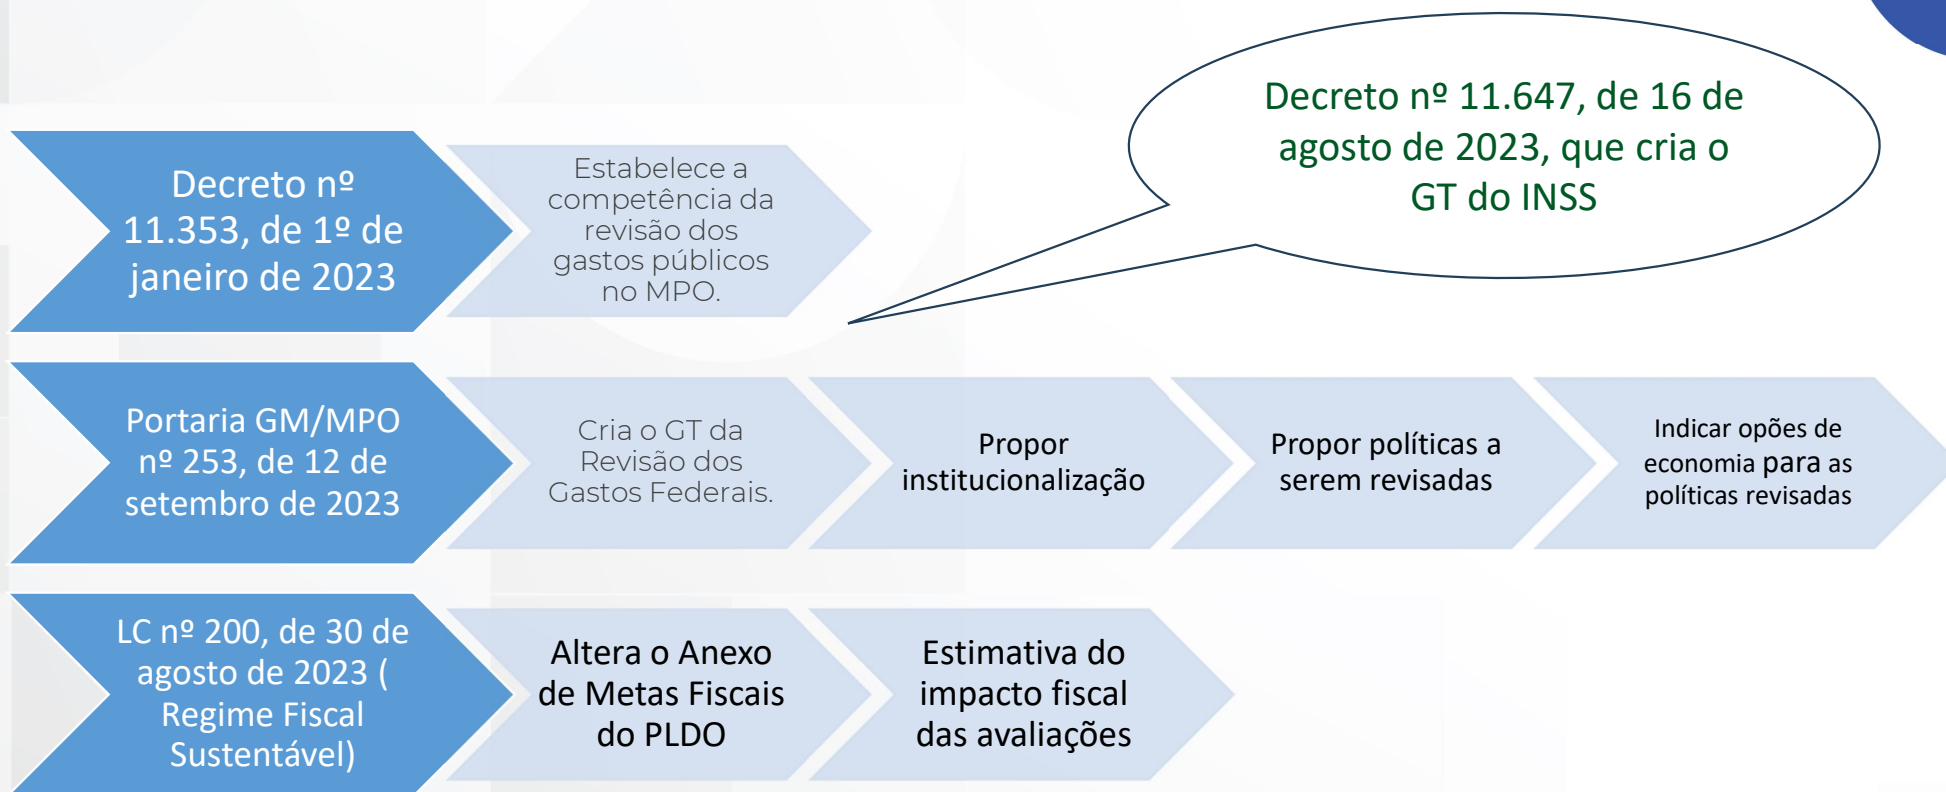 Decreto nº
11.353, de 1º de
janeiro de 2023
Estabelece a
competência da
revisão dos
gastos públicos
no MPO.
Decreto nº 11.647, de 16 de
agosto de 2023, que cria o
GT do INSS
Portaria GM/MPO
nº 253, de 12 de
setembro de 2023
Cria o GT da
Revisão dos
Gastos Federais.
Propor
institucionalização
Propor políticas a
serem revisadas
Indicar opões de
economia para as
políticas revisadas
LC nº 200, de 30 de
agosto de 2023 (
Regime Fiscal
Sustentável)
Altera o Anexo
de Metas Fiscais
do PLDO
Estimativa do
impacto fiscal
das avaliações